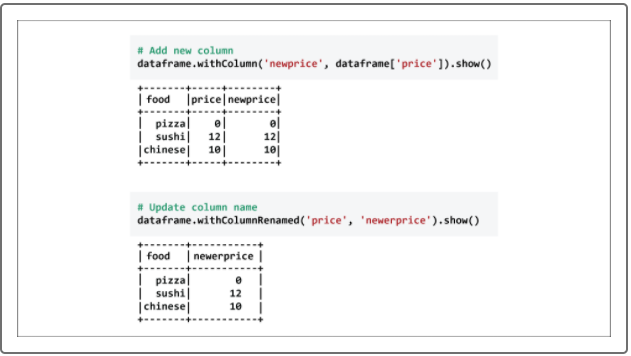 # Add new column
dataframe.withColumn('newprice', dataframe['price']).show()
+-------+-----+--------+
| food  |price|newprice|
+-------+-----+--------+
|  pizza|    0|       0|
|  sushi|   12|      12|
|chinese|   10|      10|
+-------+-----+--------+
# Update column name
dataframe.withColumnRenamed('price', 'newerprice').show()
+-------+-----------+
| food  | newerprice |
+-------+-----------+
|  pizza|      0    |
|  sushi|     12    |
|chinese|     10    |
+-------+-----------+